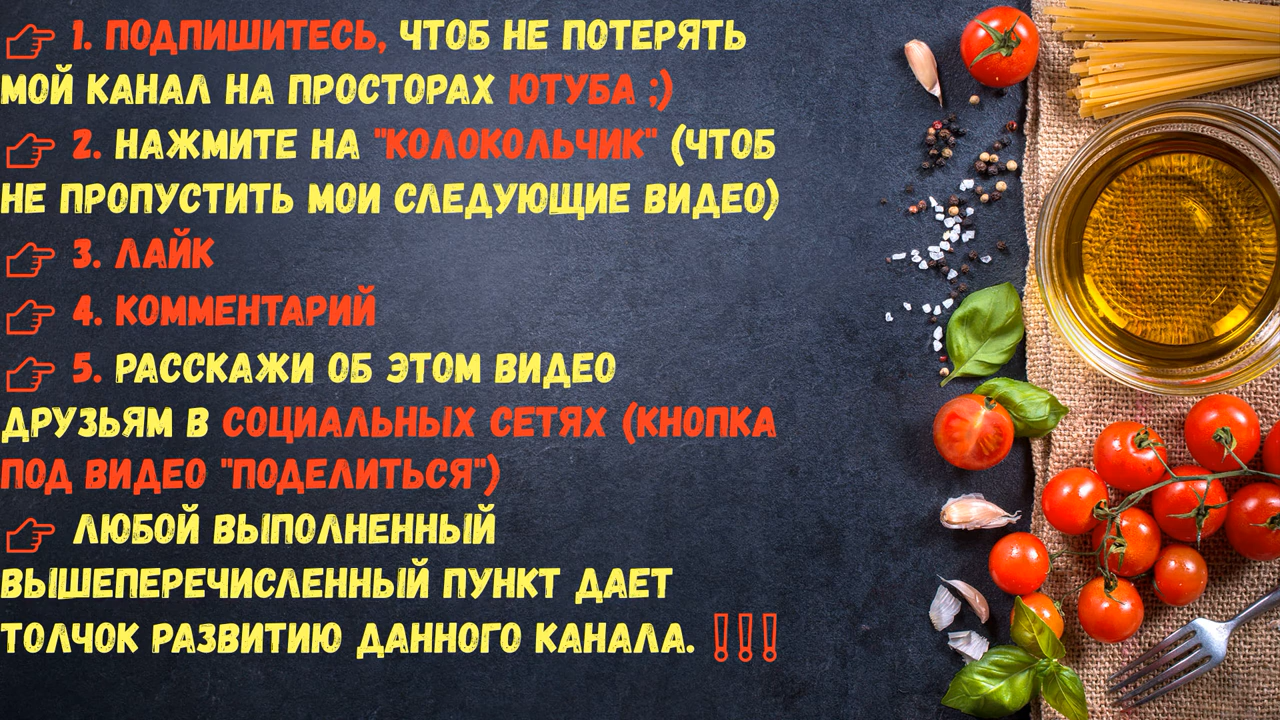 👉 1. ПОДПИШИТЕСЬ, ЧТОБ НЕ ПОТЕРЯТЬ
МОЙ КАНАЛ НА ПРОСТОРАХ ЮТУБА ;)
👉 2. НАЖМИТЕ НА "КОЛОКОЛЬЧИК" (ЧТОБ
НЕ ПРОПУСТИТЬ МОИ СЛЕДУЮЩИЕ ВИДЕО)
👉 3. ЛАЙК
👉 4. КОММЕНТАРИЙ
👉 5. РАССКАЖИ ОБ ЭТОМ ВИДЕО
ДРУЗЬЯМ В СОЦИАЛЬНЫХ СЕТЯХ (КНОПКА
ПОД ВИДЕО "ПОДЕЛИТЬСЯ")
👉 ЛЮБОЙ ВЫПОЛНЕННЫЙ
ВЫШЕПЕРЕЧИСЛЕННЫЙ ПУНКТ ДАЕТ
ТОЛЧОК РАЗВИТИЮ ДАННОГО КАНАЛА. ❗❗❗